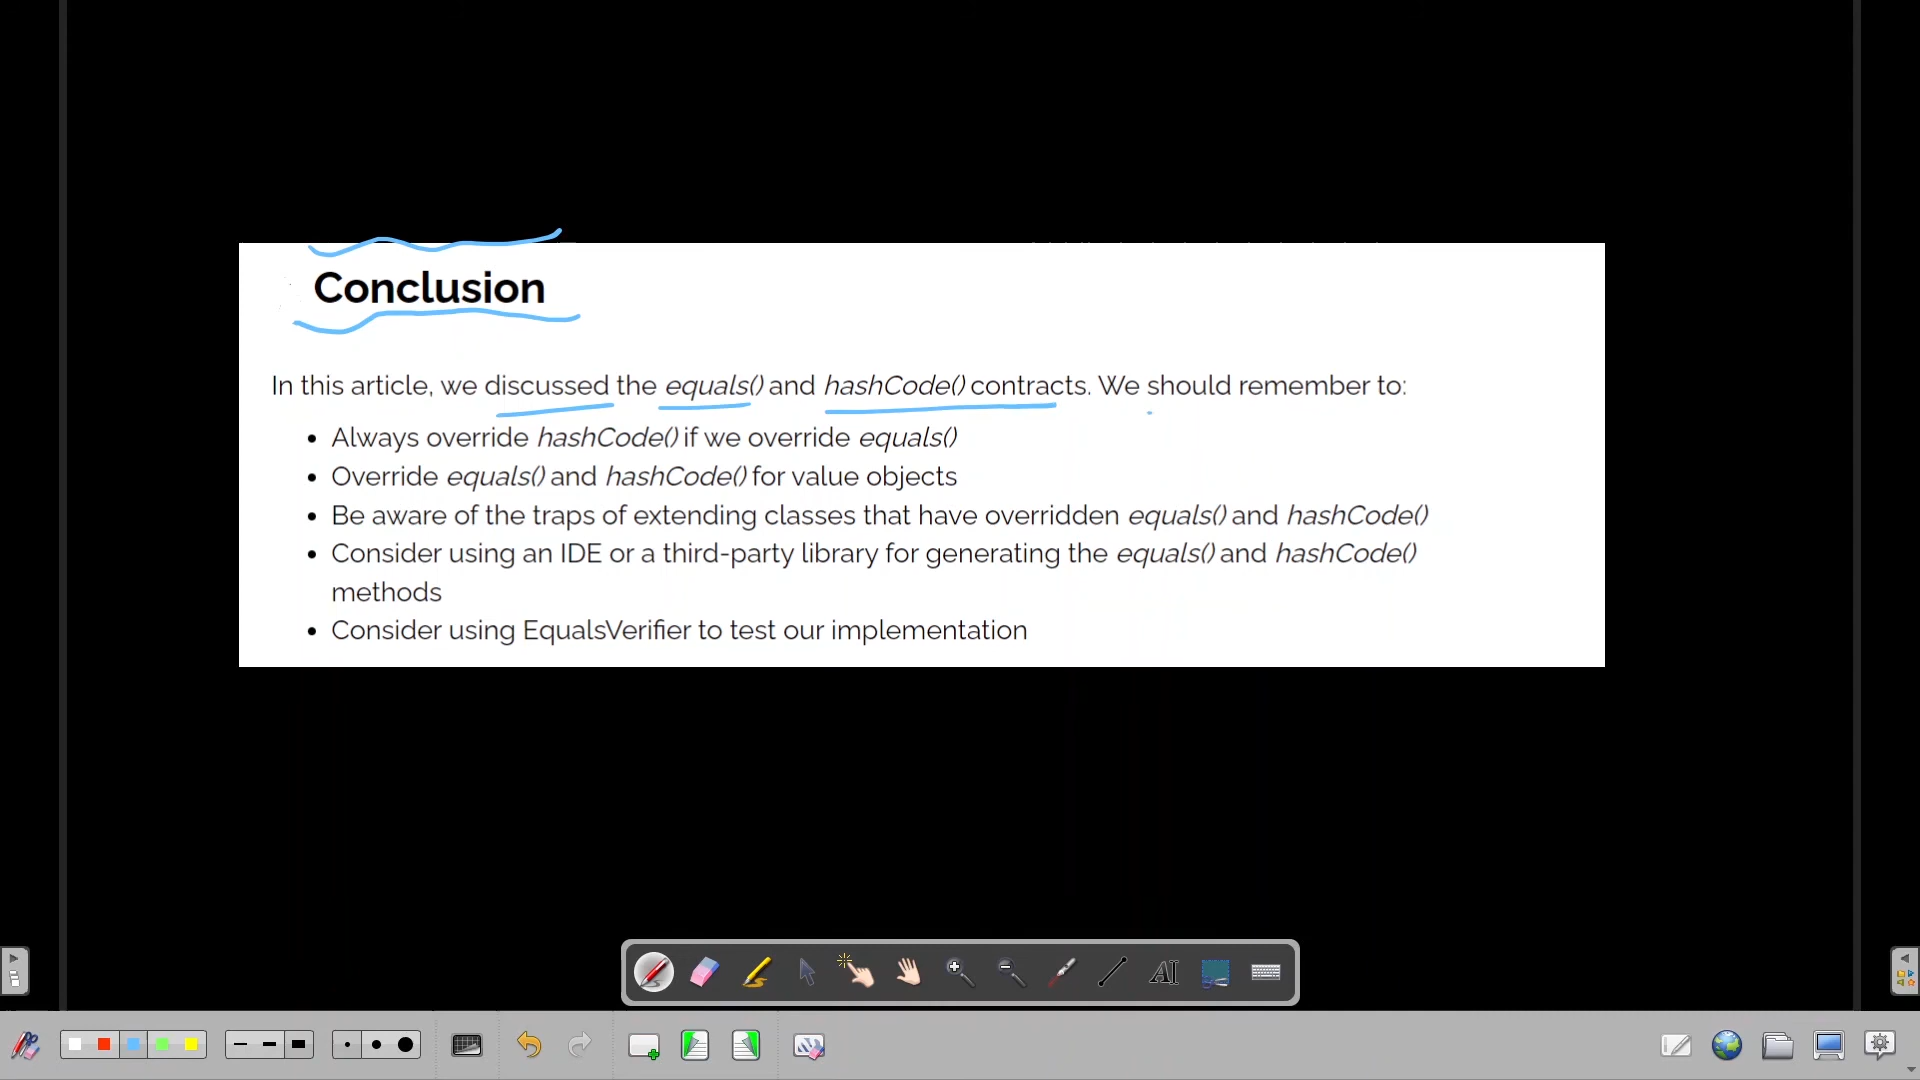 Conclusion
In this article, we discussed the equals() and hashCode() contracts. We should remember to:
• Always override hashCode() if we override equals()
• Override equals() and hashCode() for value objects
• Be aware of the traps of extending classes that have overridden equals() and hashCode()
• Consider using an IDE or a third-party library for generating the equals() and hashCode()
methods
• Consider using EqualsVerifier to test our implementation
AI